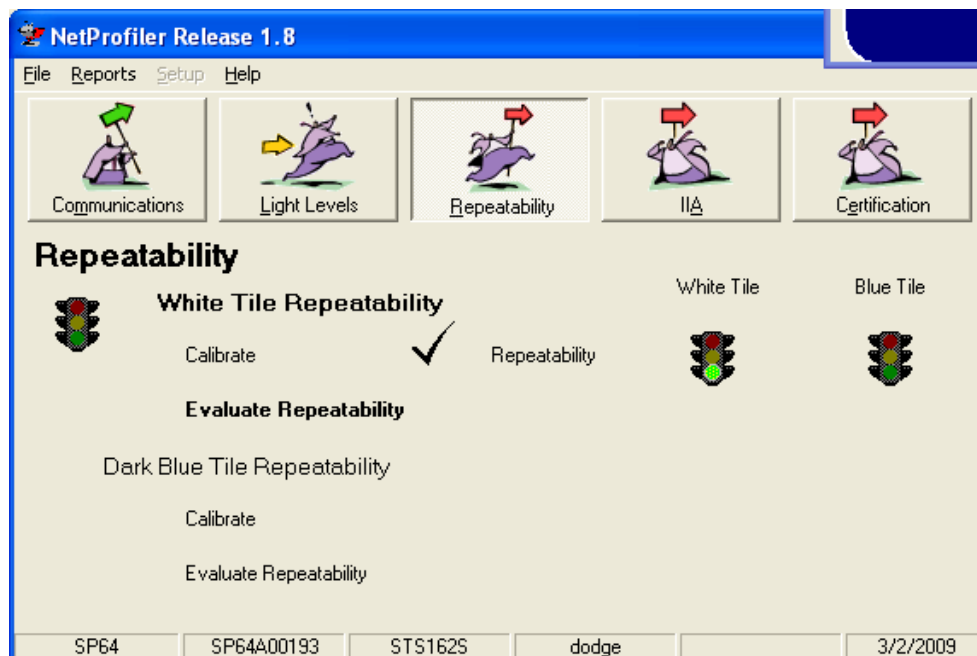 NetProfiler Release 1.8
File Reports Setup Help
Communications Light Levels Repeatability IIA Certification
Repeatability
White Tile Blue Tile
White Tile Repeatability
Calibrate Repeatability
Evaluate Repeatability
Dark Blue Tile Repeatability
Calibrate
Evaluate Repeatability
SP64 SP64A00193 STS162S dodge 3/2/2009